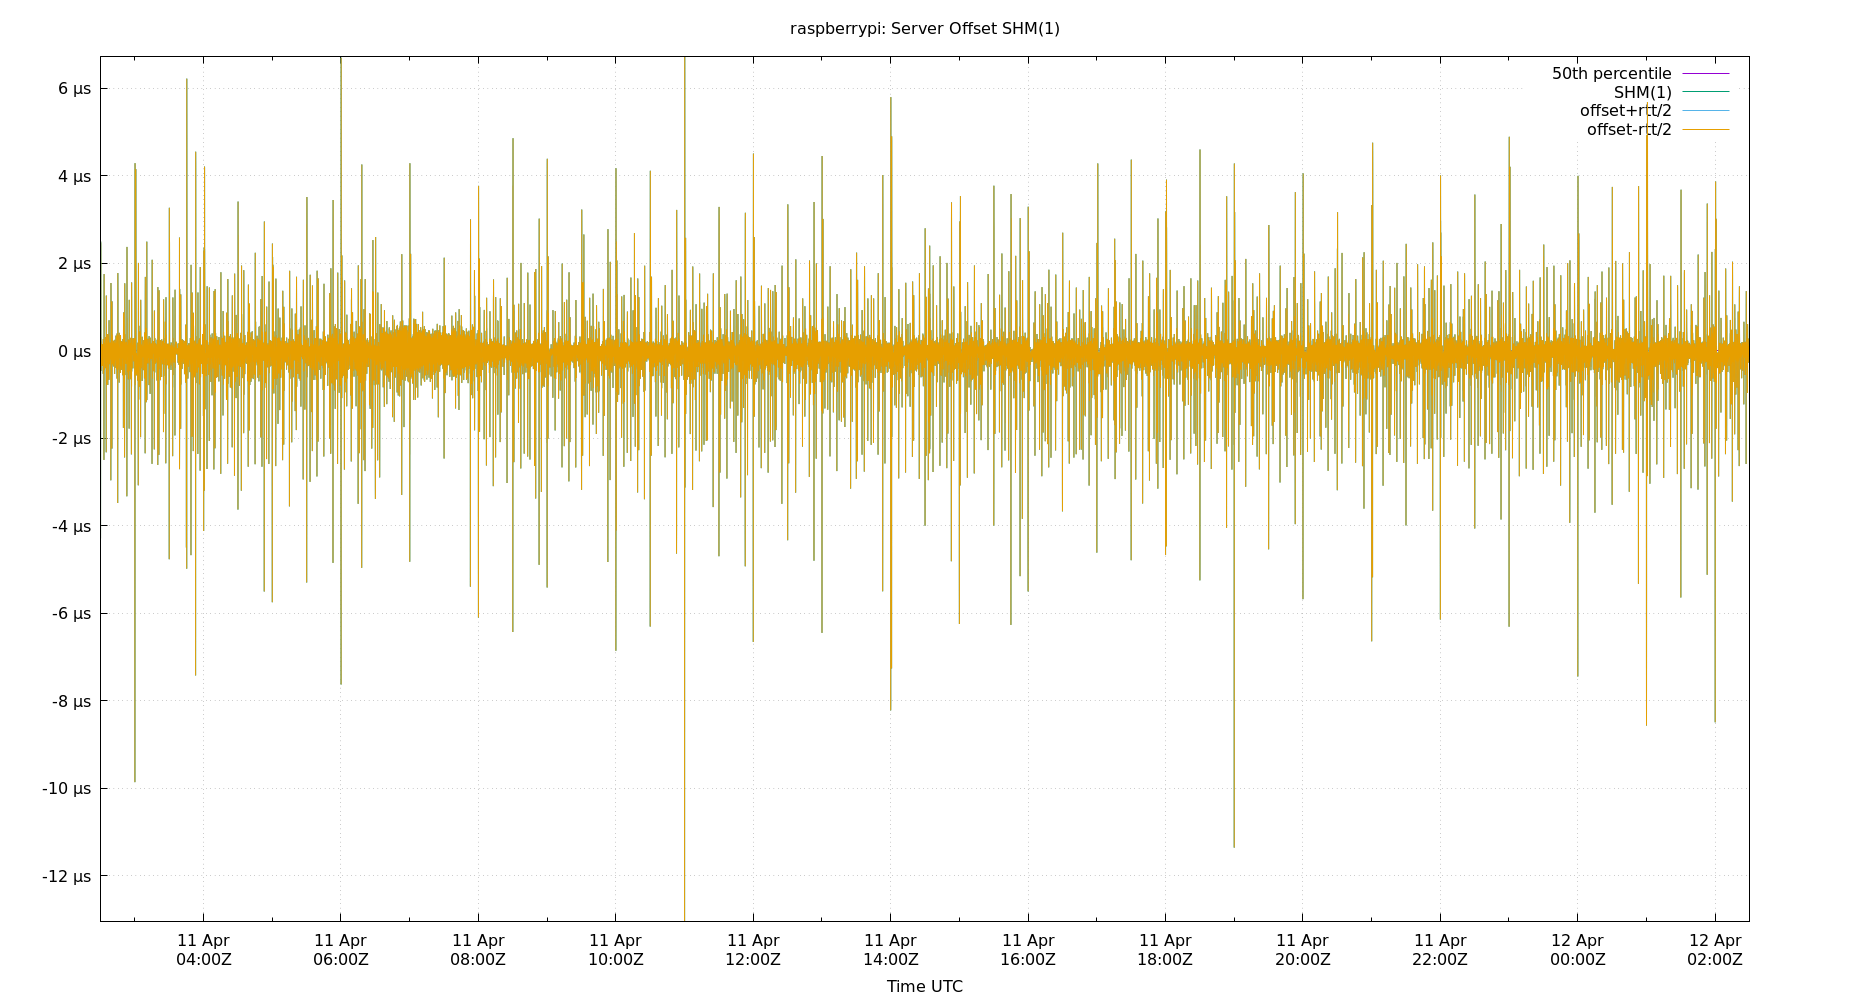 raspberrypi: Server Offset SHM(1)
50th percentile
SHM(1)
offset+rtt/2
offset-rtt/2
6 µs
4 µs
2 µs
0 µs
-2 µs
-4 µs
-6 µs
-8 µs
-10 µs
-12 µs
11 Apr 11 Apr 11 Apr 11 Apr 11 Apr 11 Apr 11 Apr 11 Apr 11 Apr 11 Apr 12 Apr 12 Apr
04:00Z 06:00Z 08:00Z 10:00Z 12:00Z 14:00Z 16:00Z 18:00Z 20:00Z 22:00Z 00:00Z 02:00Z
Time UTC